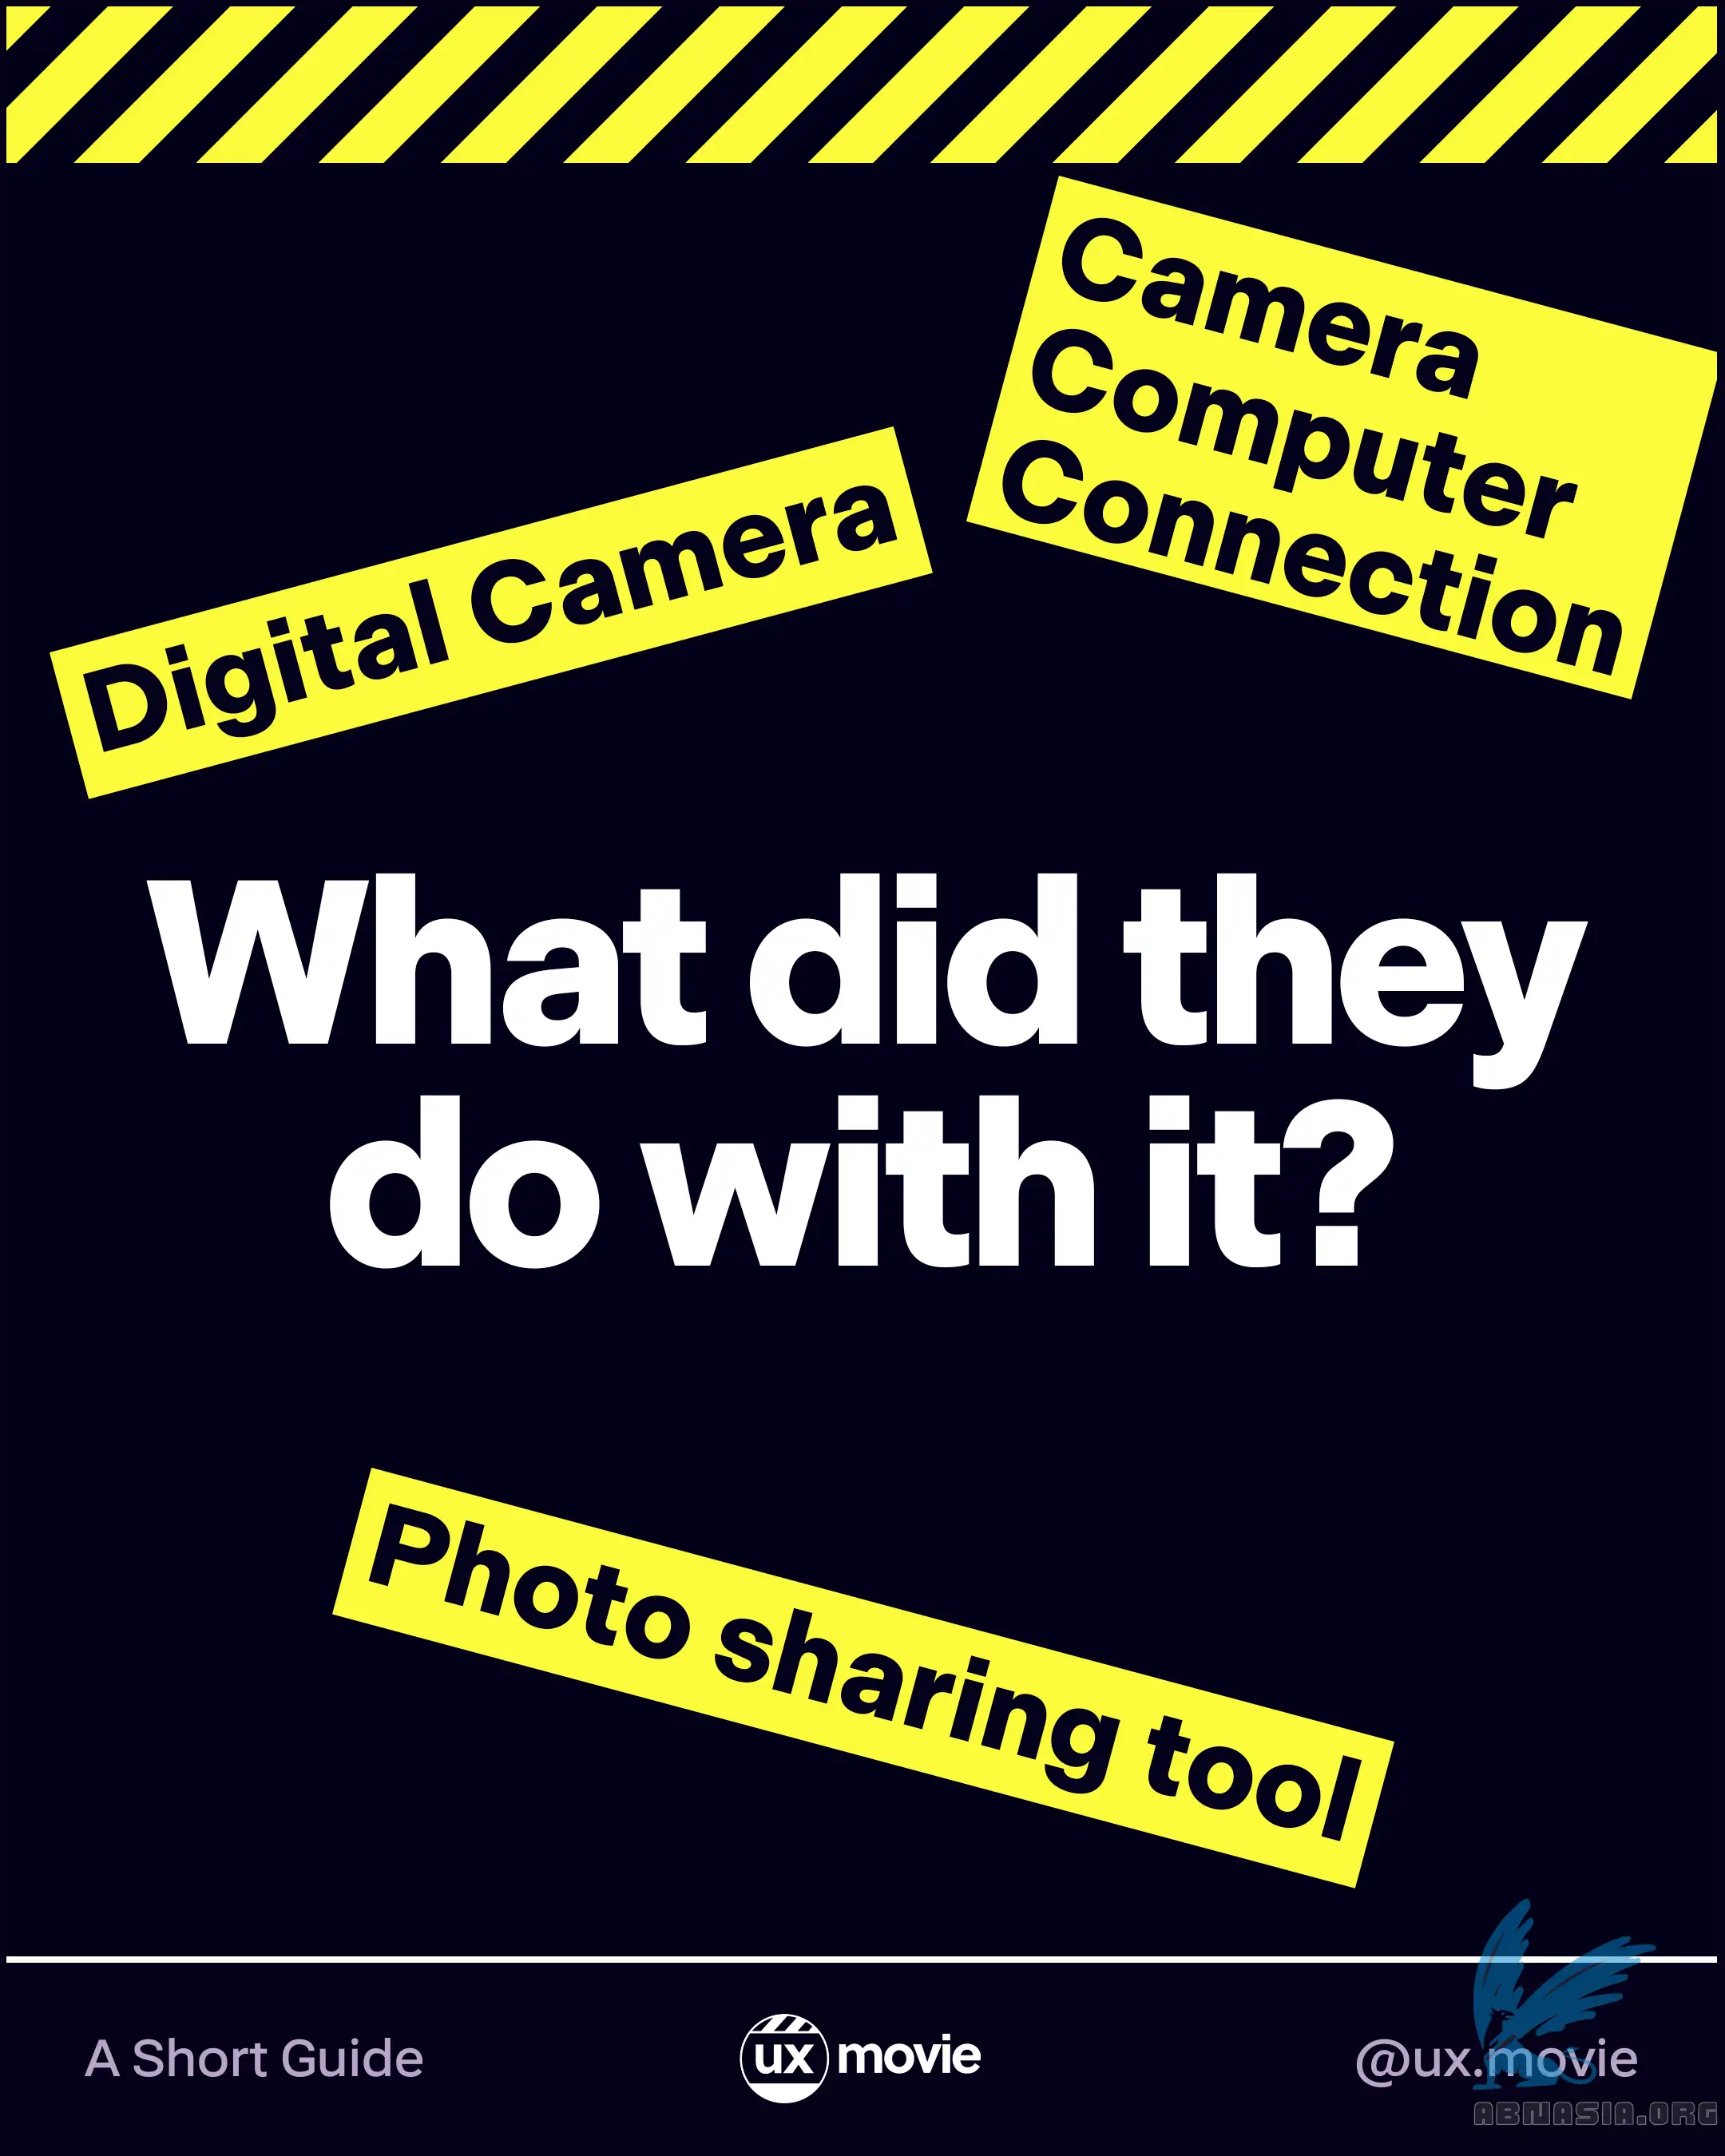 Camera
Computer
Connection
Digital Camera
What did they
do with it?
Photo sharing tool
A Short Guide
ux movie
@ux.movie
ABMASIA.ORG